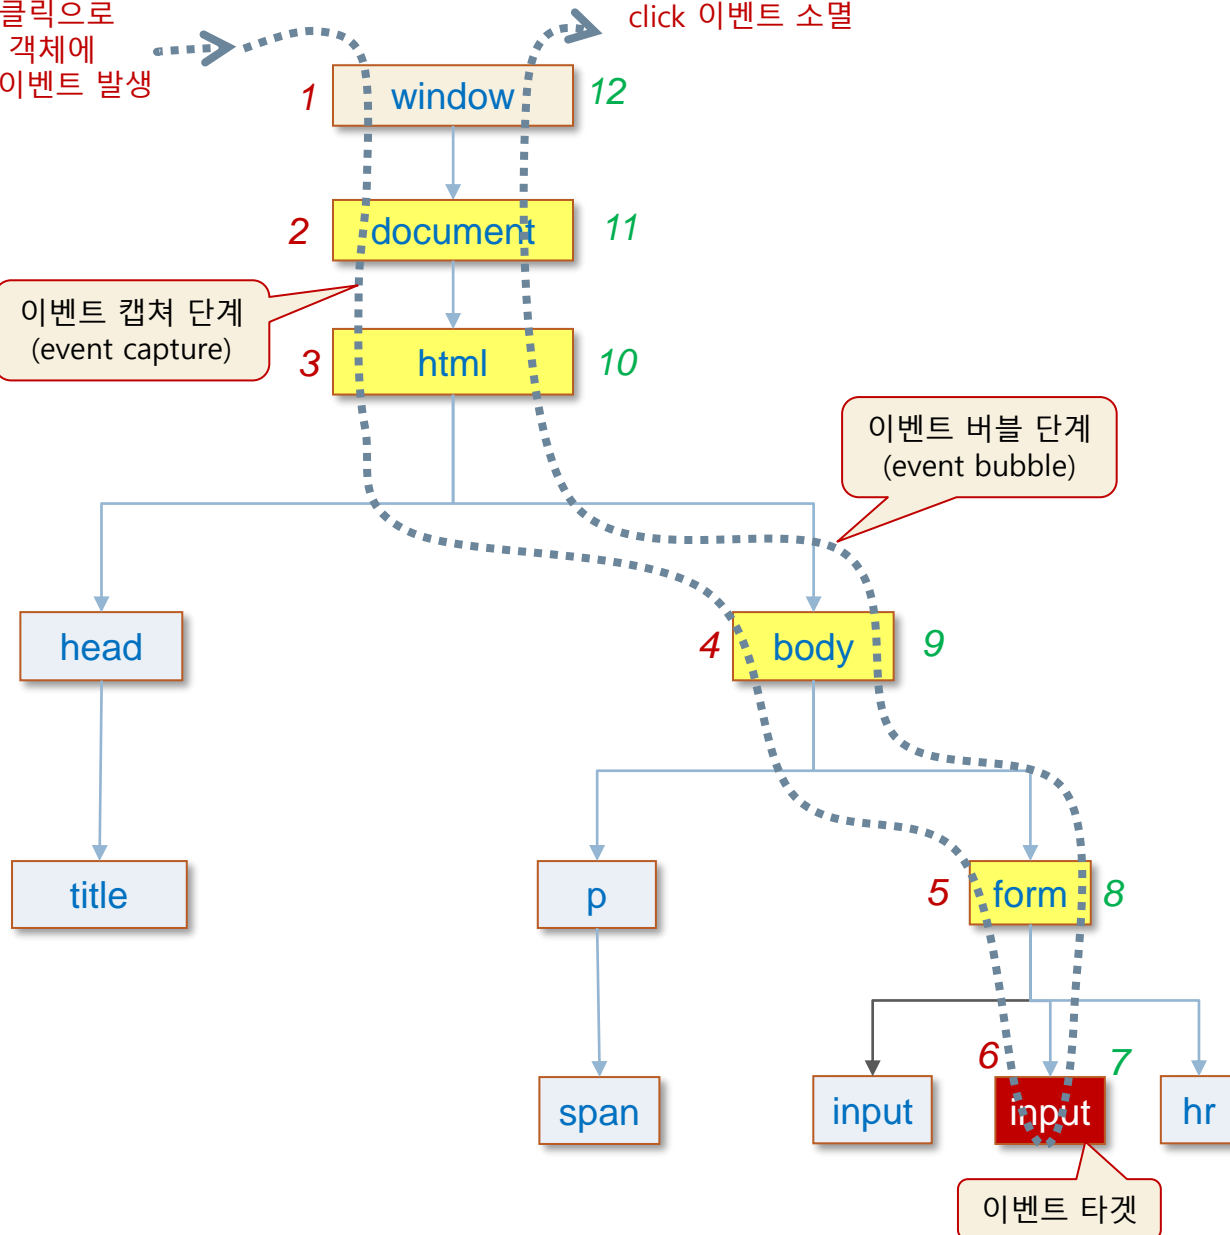 클릭으로
객체에
이벤트 발생
click 이벤트 소멸
1
window
12
2
document
11
이벤트 캡쳐 단계
(event capture)
3
html
10
이벤트 버블 단계
(event bubble)
head
4
body
9
title
p
5
form
8
6
7
span
input
input
hr
이벤트 타겟